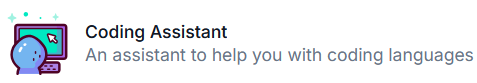 Coding Assistant
An assistant to help you with coding languages